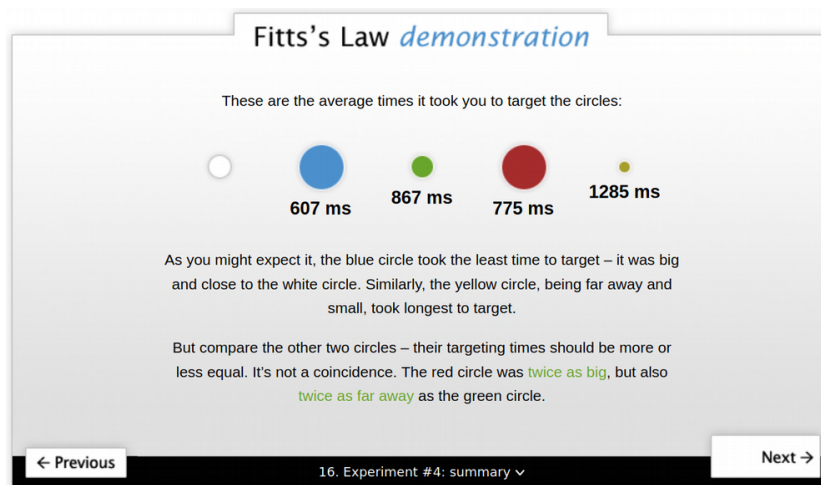 Fitts's Law demonstration
These are the average times it took you to target the circles:
607 ms
867 ms
775 ms
1285 ms
As you might expect it, the blue circle took the least time to target – it was big
and close to the white circle. Similarly, the yellow circle, being far away and
small, took longest to target.
But compare the other two circles – their targeting times should be more or
less equal. It's not a coincidence. The red circle was twice as big, but also
twice as far away as the green circle.
← Previous
16. Experiment #4: summary
Next →